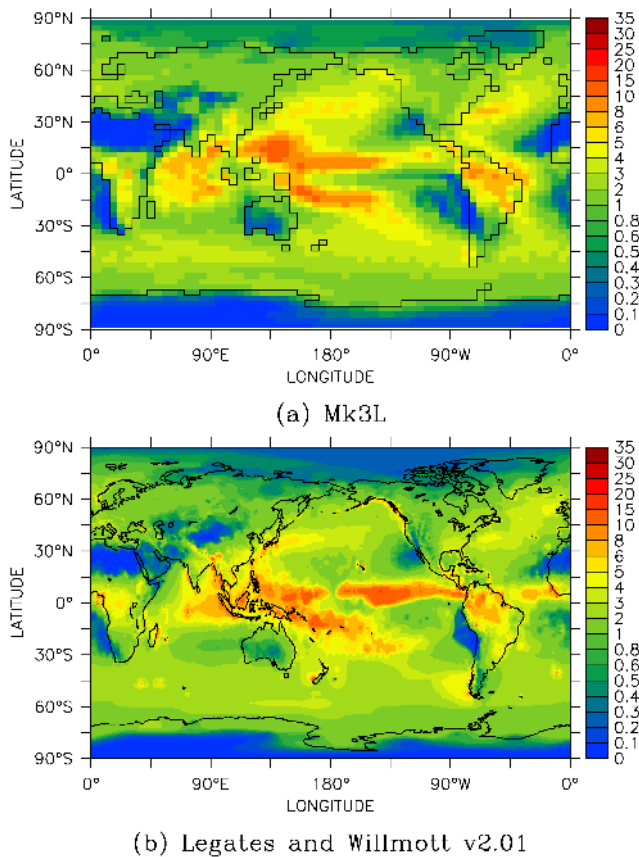 90°N
60°N
30°N
0°
30°S
60°S
90°S
LATITUDE
0°
90°E
180°
90°W
0°
LONGITUDE
35
30
25
20
15
10
8
7
6
5
4
3
2
1
0.8
0.6
0.5
0.4
0.3
0.2
0.1
0
(a) Mk3L
90°N
60°N
30°N
0°
30°S
60°S
90°S
LATITUDE
0°
90°E
180°
90°W
0°
LONGITUDE
35
30
25
20
15
10
8
7
6
5
4
3
2
1
0.8
0.6
0.5
0.4
0.3
0.2
0.1
0
(b) Legates and Willmott v2.01